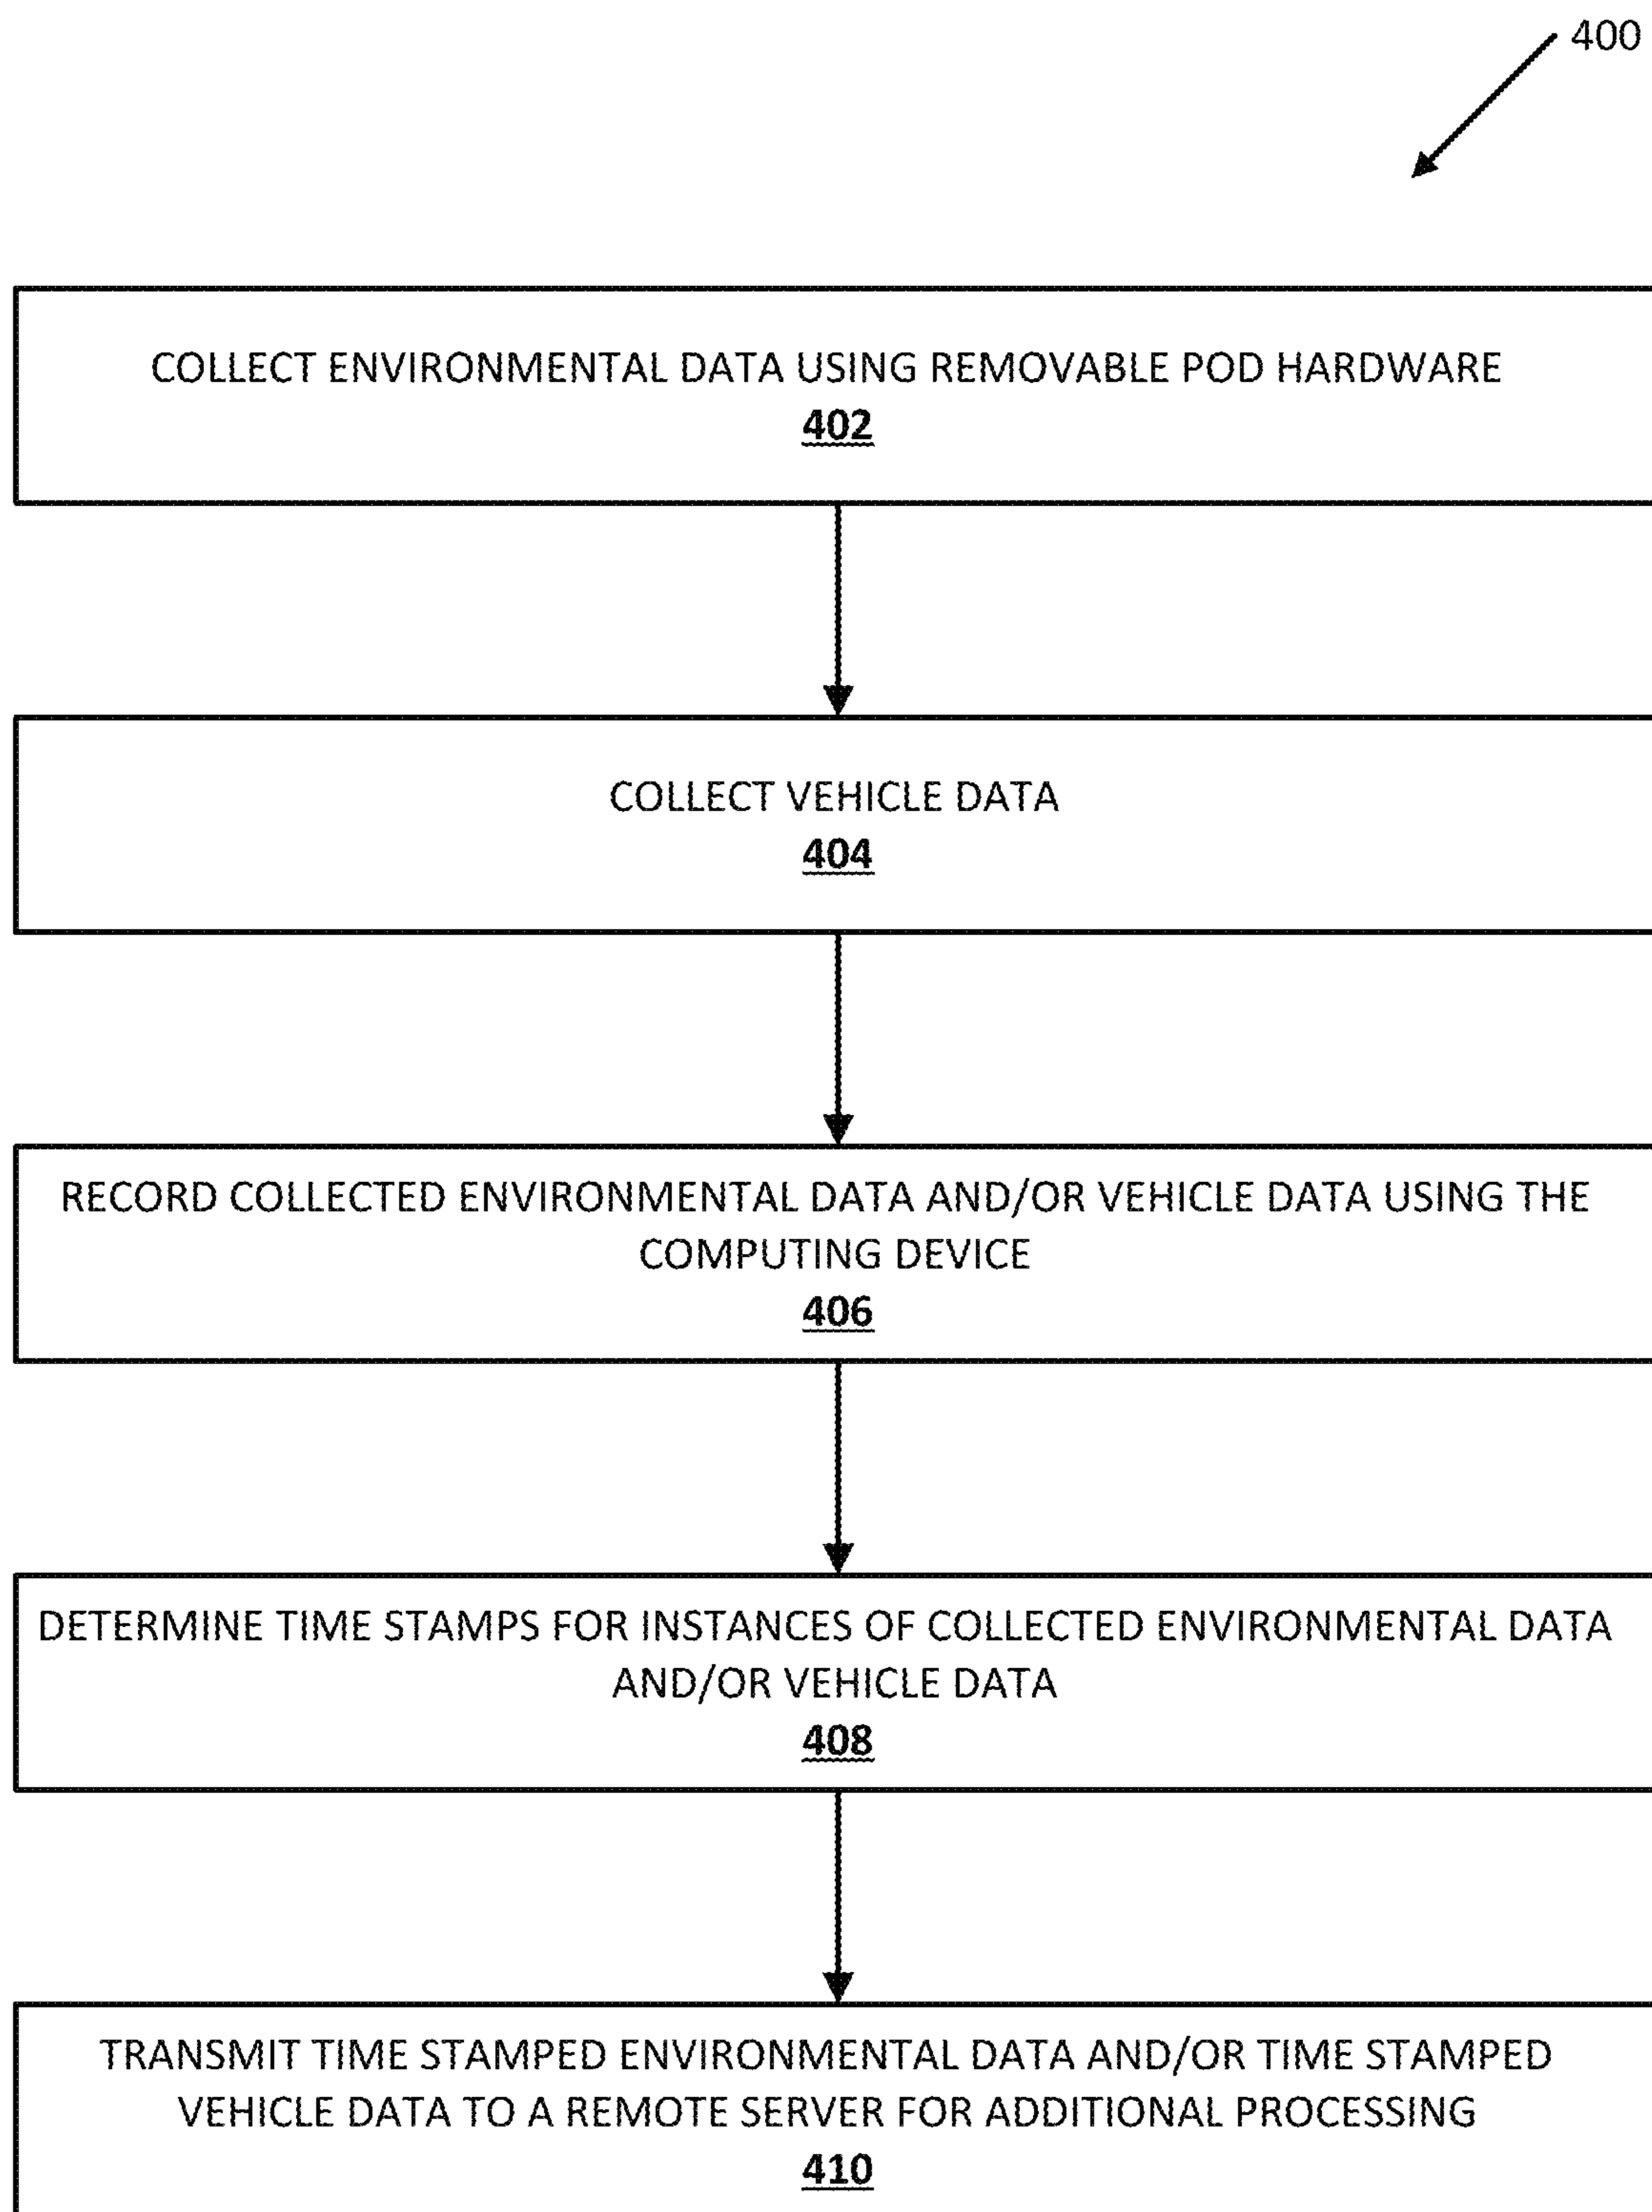 400
COLLECT ENVIRONMENTAL DATA USING REMOVABLE POD HARDWARE
402
COLLECT VEHICLE DATA
404
RECORD COLLECTED ENVIRONMENTAL DATA AND/OR VEHICLE DATA USING THE
COMPUTING DEVICE
406
DETERMINE TIME STAMPS FOR INSTANCES OF COLLECTED ENVIRONMENTAL DATA
AND/OR VEHICLE DATA
408
TRANSMIT TIME STAMPED ENVIRONMENTAL DATA AND/OR TIME STAMPED
VEHICLE DATA TO A REMOTE SERVER FOR ADDITIONAL PROCESSING
410